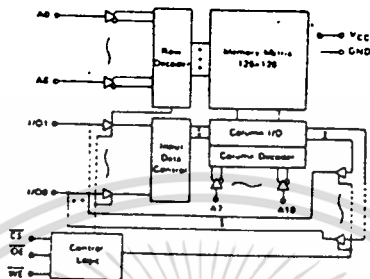 A0
Row
Decoder
Memory Matrix
128×128
VCC
GND
A6
I/O1
Input
Data
Control
Column I/O
Column Decoder
I/O8
A7
A10
CS
OE
WE
Control
Logic